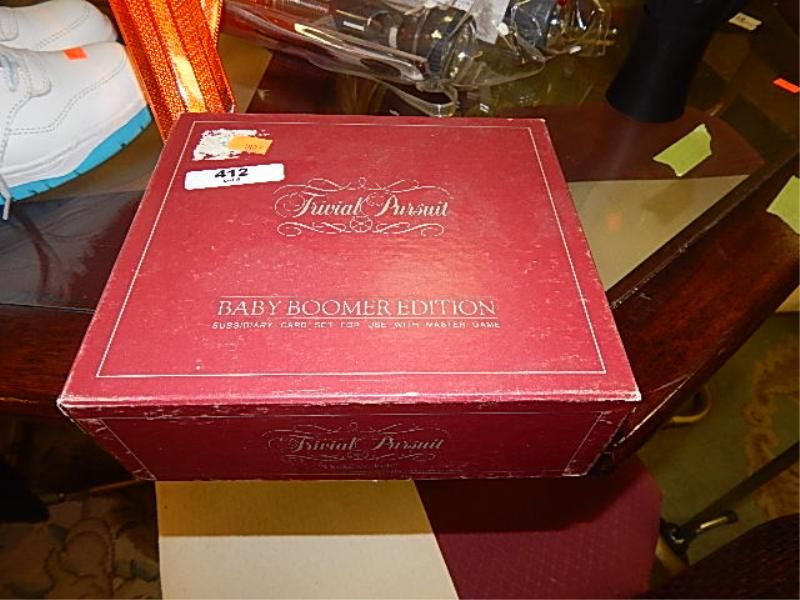 412
Trivial Pursuit
BABY BOOMER EDITION
SUBSIDIARY CARD SET FOR USE WITH MASTER GAME
Trivial Pursuit